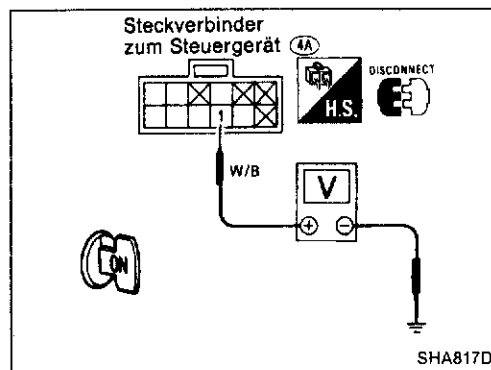 Steckverbinder
zum Steuergerät 4A
DISCONNECT
H.S.
1
W/B
V
+ −
ON
SHA817D